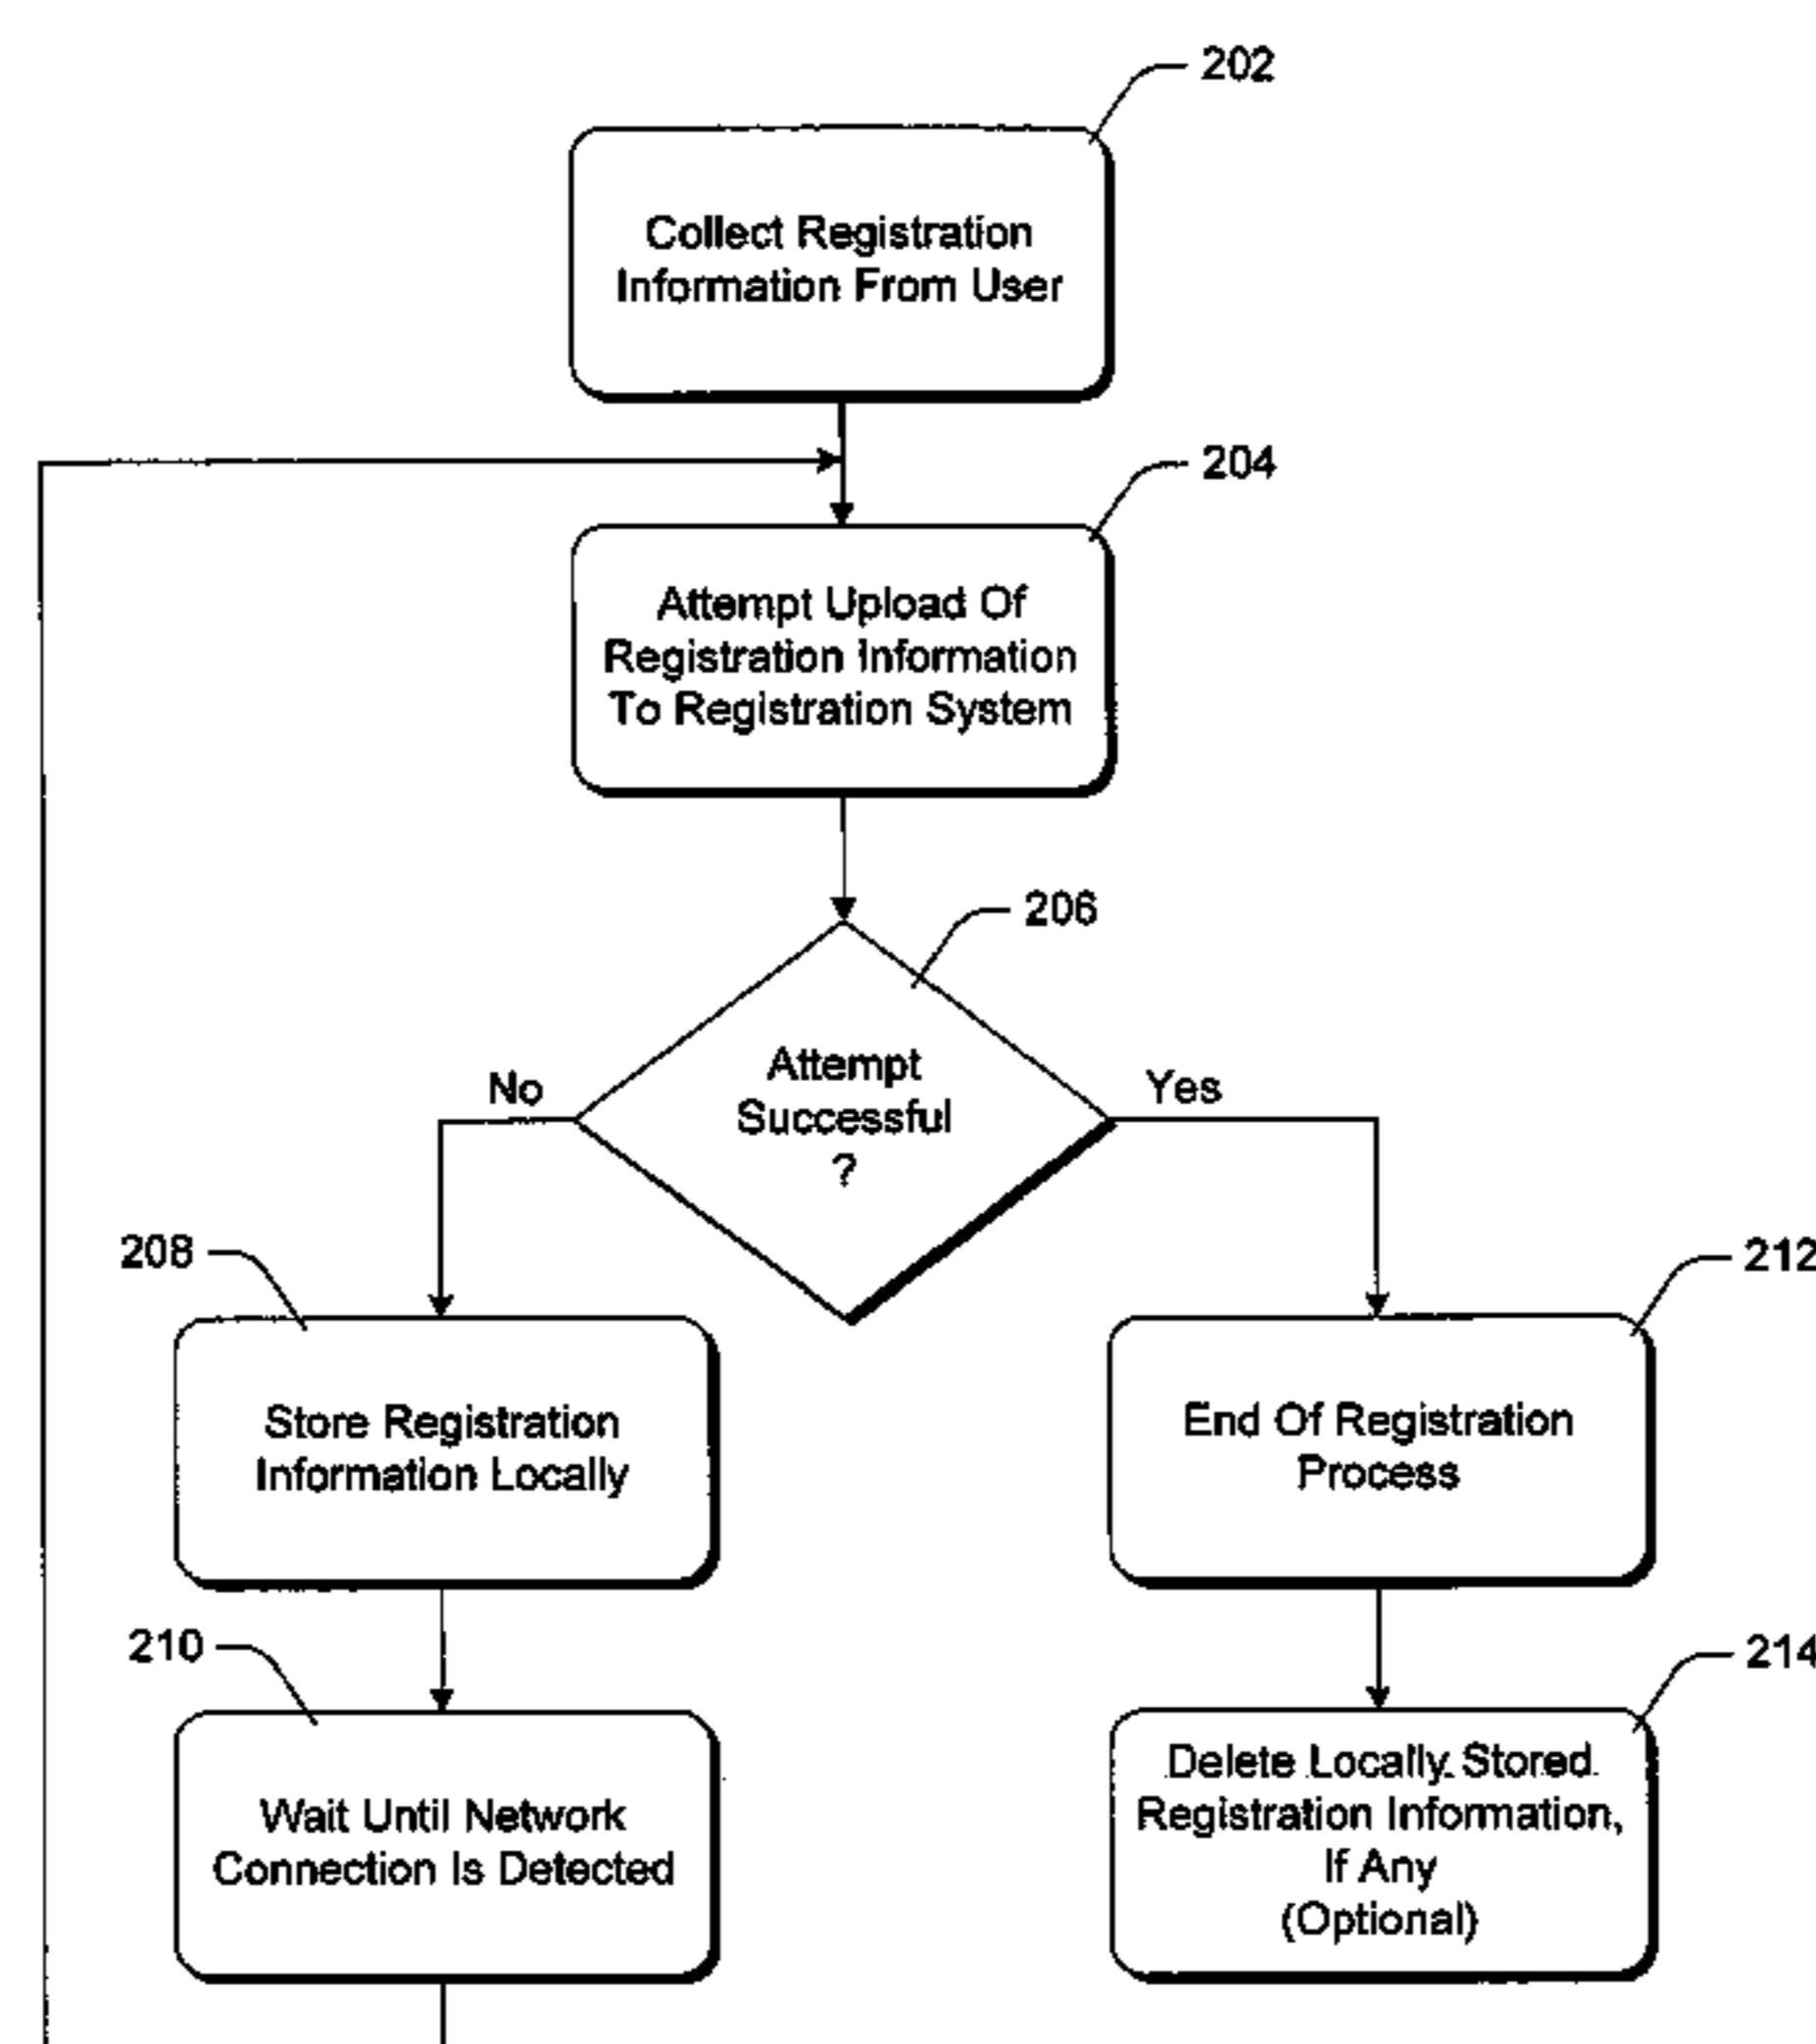 202
Collect Registration
Information From User
204
Attempt Upload Of
Registration Information
To Registration System
206
Attempt
Successful
?
No
Yes
208
212
Store Registration
Information Locally
End Of Registration
Process
210
214
Wait Until Network
Connection Is Detected
Delete Locally Stored
Registration Information,
If Any
(Optional)